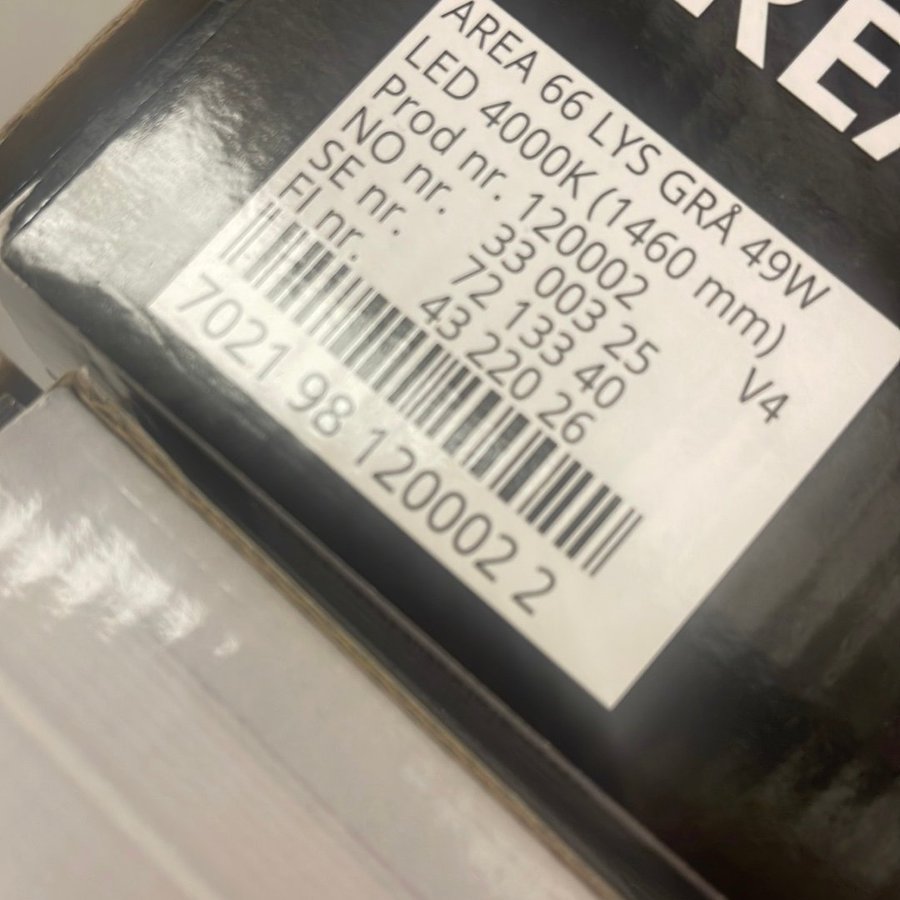 AREA
AREA 66 LYS GRÅ 49W
LED 4000K (1460 mm)
Prod nr. 120002 V4
NO nr. 33 003 25
SE nr. 72 133 40
FI nr. 43 220 26
7021 98 120002 2